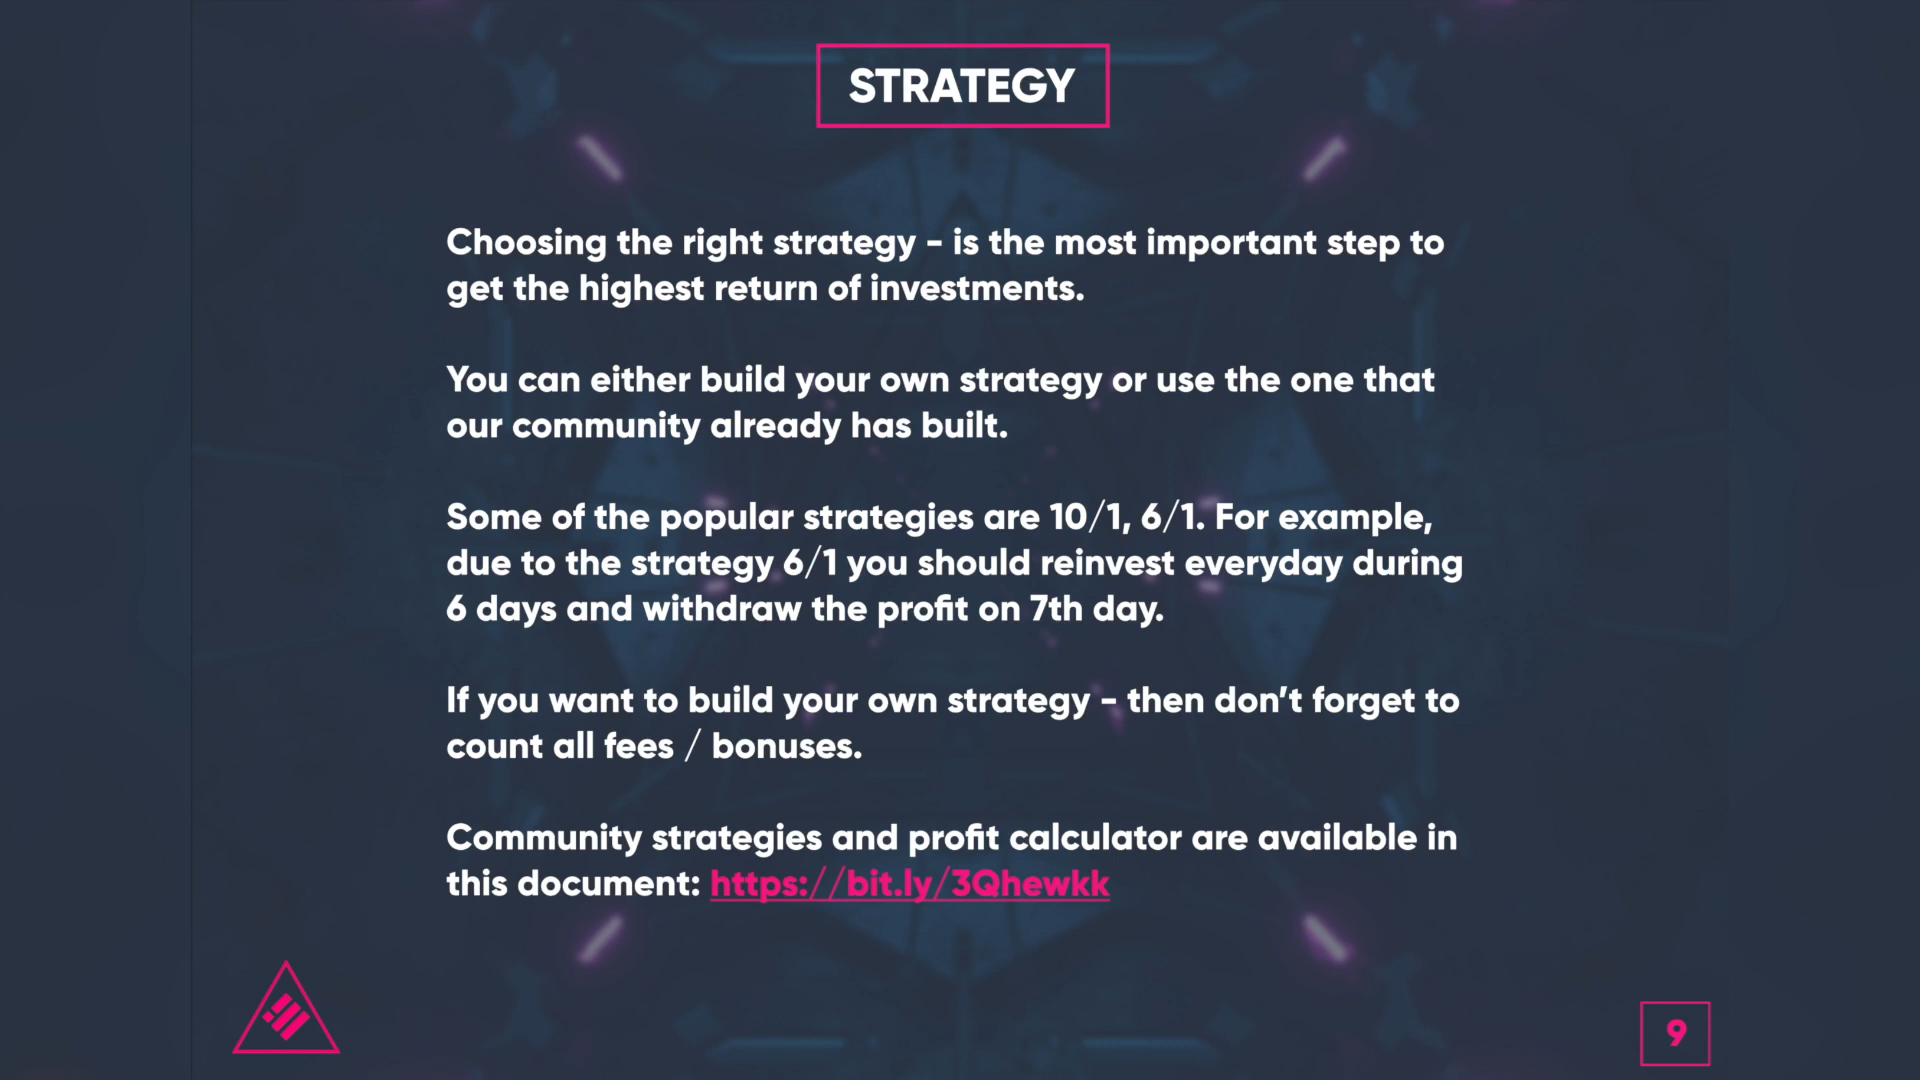 STRATEGY
Choosing the right strategy - is the most important step to
get the highest return of investments.
You can either build your own strategy or use the one that
our community already has built.
Some of the popular strategies are 10/1, 6/1. For example,
due to the strategy 6/1 you should reinvest everyday during
6 days and withdraw the profit on 7th day.
If you want to build your own strategy - then don't forget to
count all fees / bonuses.
Community strategies and profit calculator are available in
this document: https://bit.ly/3Qhewkk
9